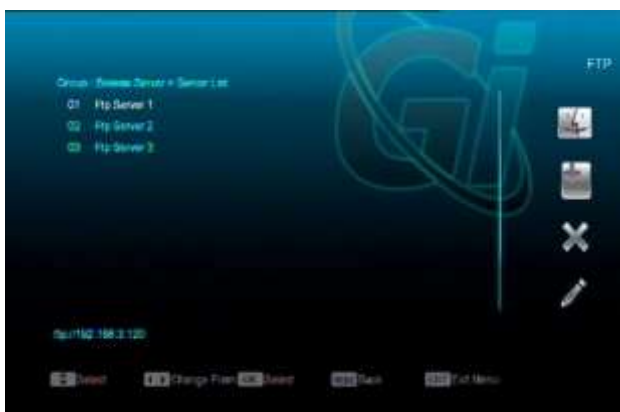 FTP
Group : Browse Server > Server List
01 Ftp Server 1
02 Ftp Server 2
03 Ftp Server 3
ftp://192.168.3.120
Select Change Select Back Exit Menu